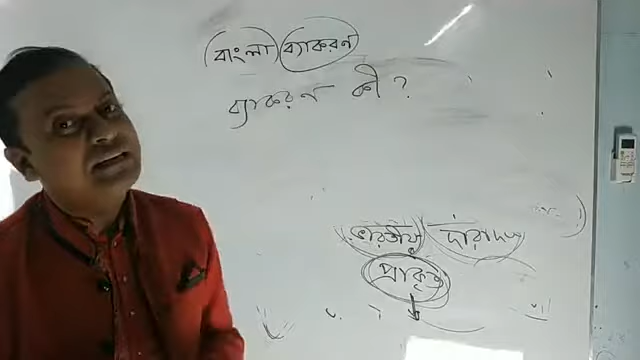 বাংলা ব্যাকরণ
ব্যাকরণ কী ?
ভারতীয়
প্রাকৃত